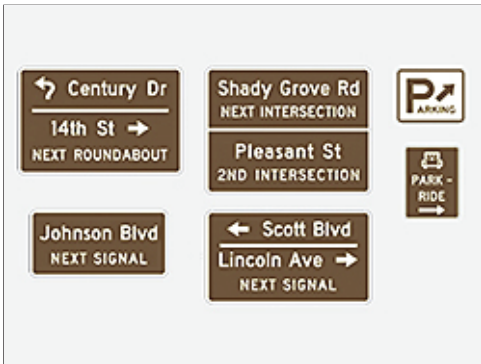 Century Dr
14th St
NEXT ROUNDABOUT
Shady Grove Rd
NEXT INTERSECTION
Pleasant St
2ND INTERSECTION
PARKING
PARK -
RIDE
Johnson Blvd
NEXT SIGNAL
Scott Blvd
Lincoln Ave
NEXT SIGNAL